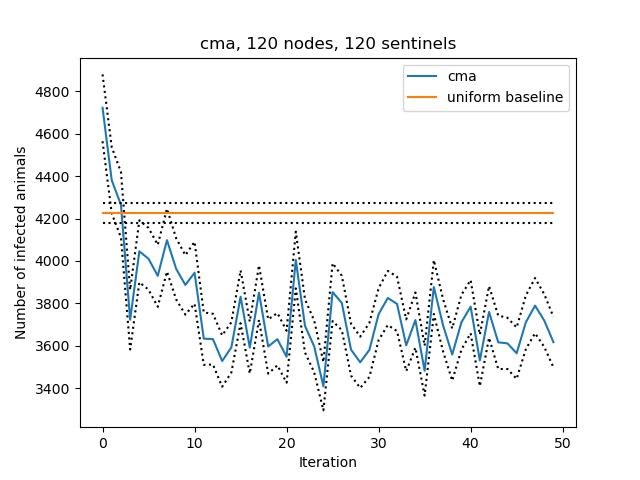 cma, 120 nodes, 120 sentinels
cma
uniform baseline
4800
4600
4400
4200
4000
3800
3600
3400
Number of infected animals
0 10 20 30 40 50
Iteration